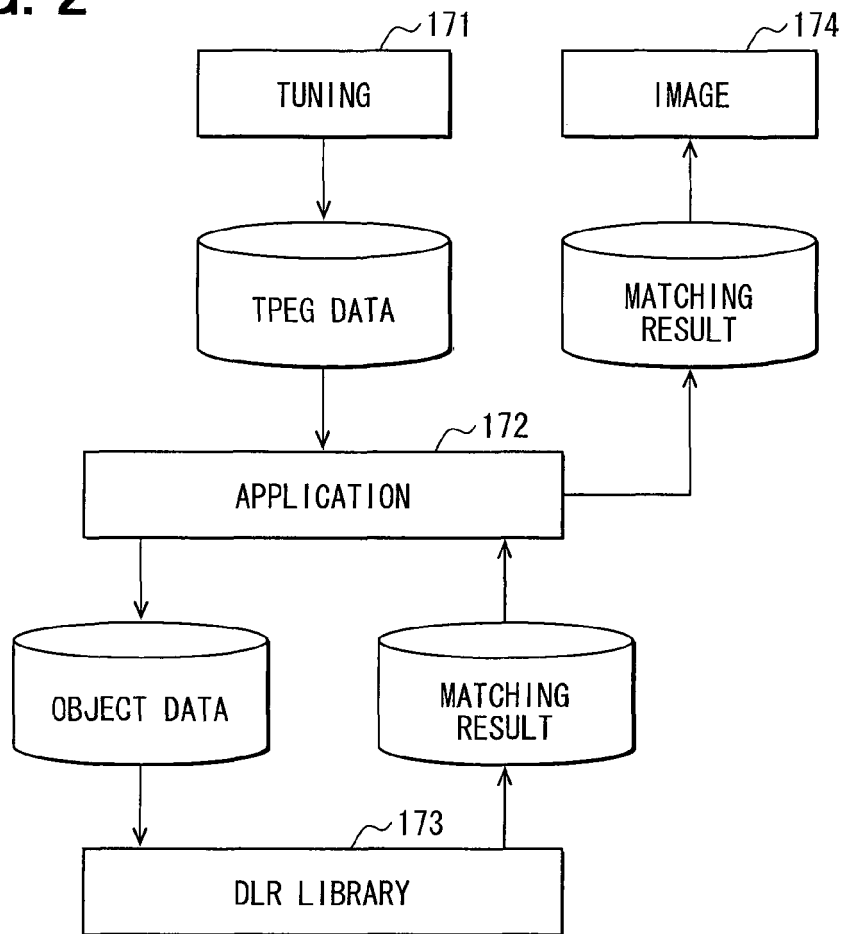 G. 2
171
174
TUNING
IMAGE
TPEG DATA
MATCHING
RESULT
172
APPLICATION
OBJECT DATA
MATCHING
RESULT
173
DLR LIBRARY